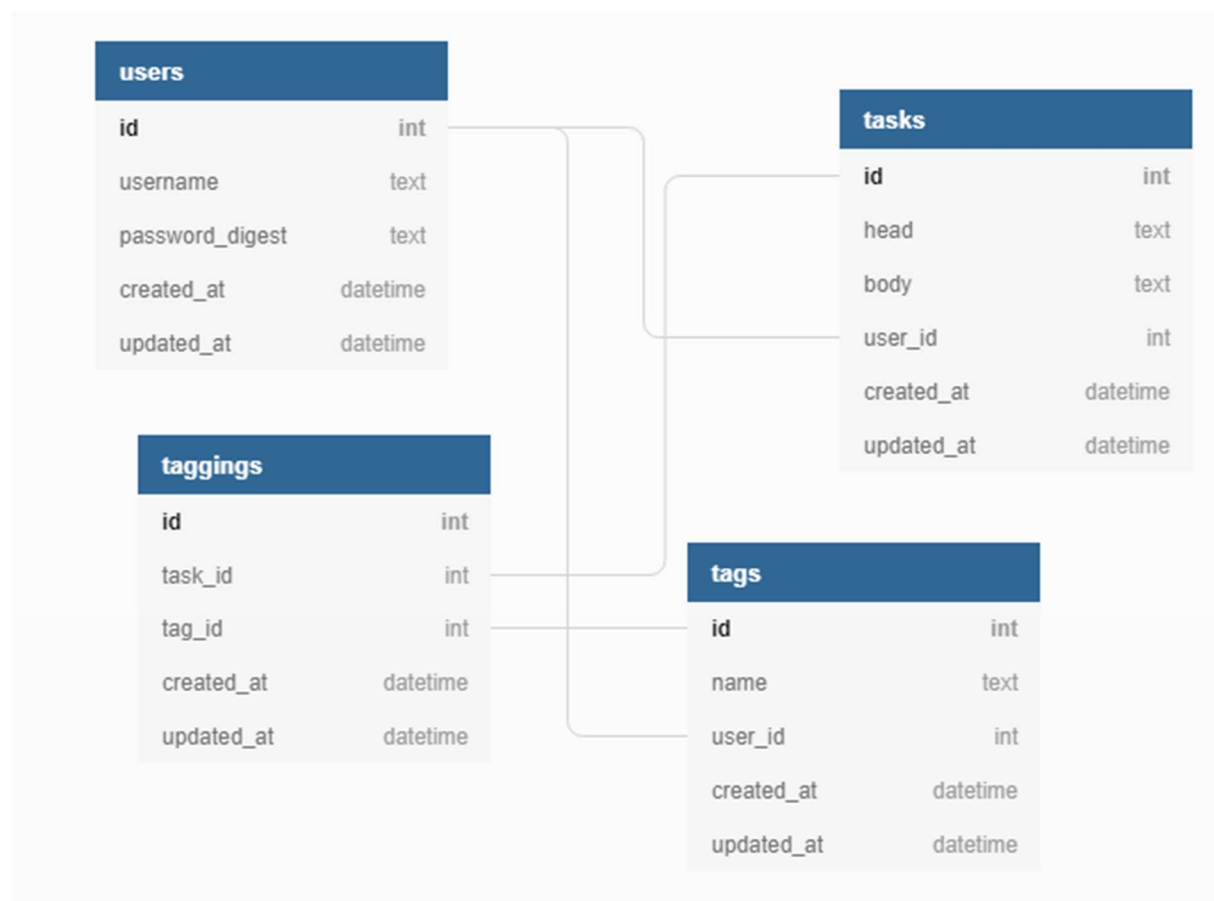 users
id int
username text
password_digest text
created_at datetime
updated_at datetime
tasks
id int
head text
body text
user_id int
created_at datetime
updated_at datetime
taggings
id int
task_id int
tag_id int
created_at datetime
updated_at datetime
tags
id int
name text
user_id int
created_at datetime
updated_at datetime